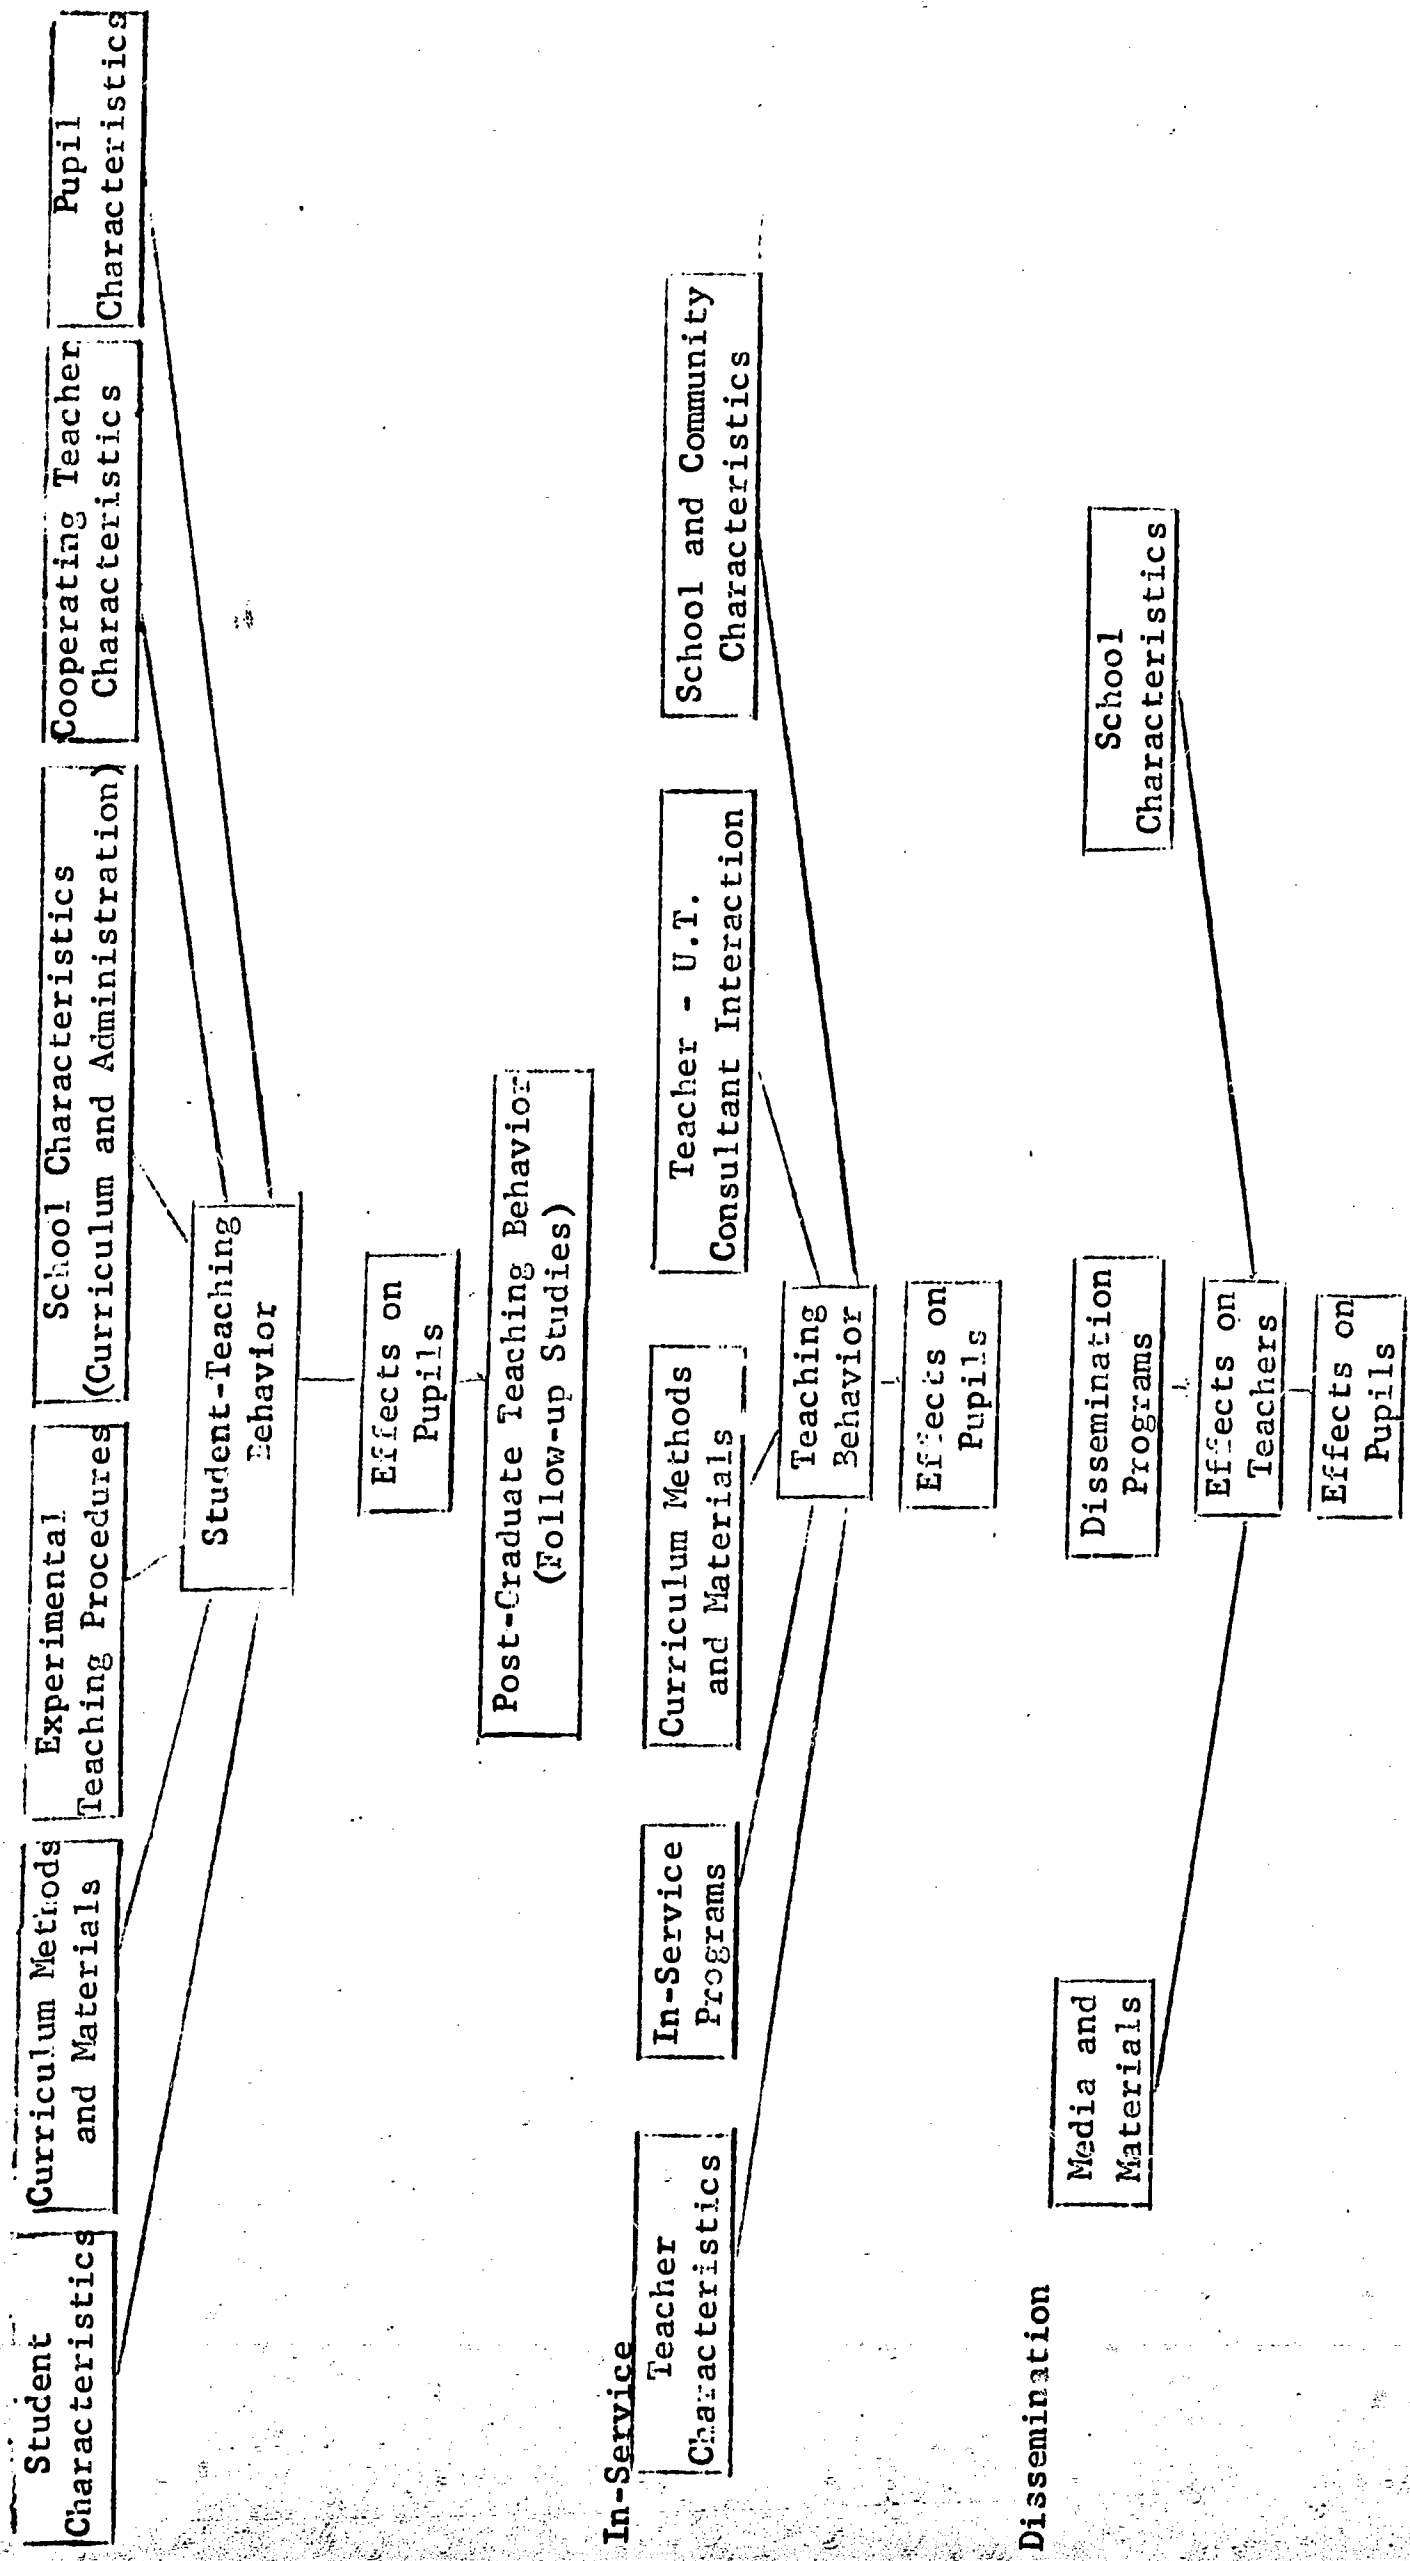 Student
Characteristics
Curriculum Methods
and Materials
Experimental
Teaching Procedures
School Characteristics
(Curriculum and Administration)
Cooperating Teacher
Characteristics
Pupil
Characteristics
Student-Teaching
Behavior
Effects on
Pupils
Post-Graduate Teaching Behavior
(Follow-up Studies)
In-Service
Teacher
Characteristics
In-Service
Programs
Curriculum Methods
and Materials
Teacher - U.T.
Consultant Interaction
School and Community
Characteristics
Teaching
Behavior
Effects on
Pupils
Dissemination
Media and
Materials
Dissemination
Programs
School
Characteristics
Effects on
Teachers
Effects on
Pupils